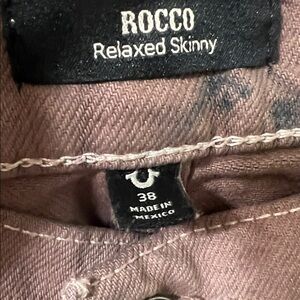 ROCCO
Relaxed Skinny
38
MADE IN
MEXICO